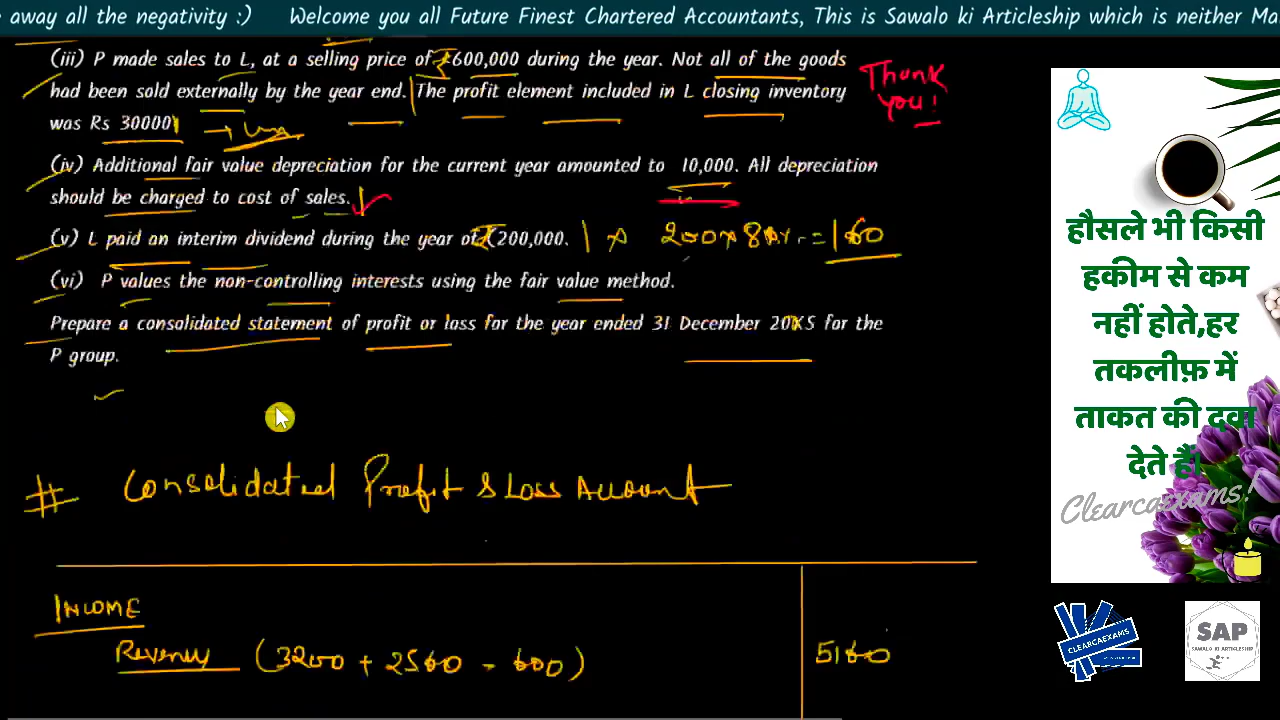 away all the negativity :) Welcome you all Future Finest Chartered Accountants, This is Sawalo ki Articleship which is neither Ma
(iii) P made sales to L, at a selling price of ₹600,000 during the year. Not all of the goods
had been sold externally by the year end. The profit element included in L closing inventory
was Rs 30000
Thank
you!
(iv) Additional fair value depreciation for the current year amounted to 10,000. All depreciation
should be charged to cost of sales.
(v) L paid an interim dividend during the year of ₹200,000. 200 x 80% = 160
(vi) P values the non-controlling interests using the fair value method.
Prepare a consolidated statement of profit or loss for the year ended 31 December 20X5 for the
P group.
# Consolidated Profit & Loss Account
INCOME
Revenue (3200 + 2560 - 600) 5160
हौसले भी किसी
हकीम से कम
नहीं होते,हर
तकलीफ़ में
ताकत की दवा
देते हैं।
Clearcaexams!
CLEARCAEXAMS
SAP
SAWALO KI ARTICLESHIP